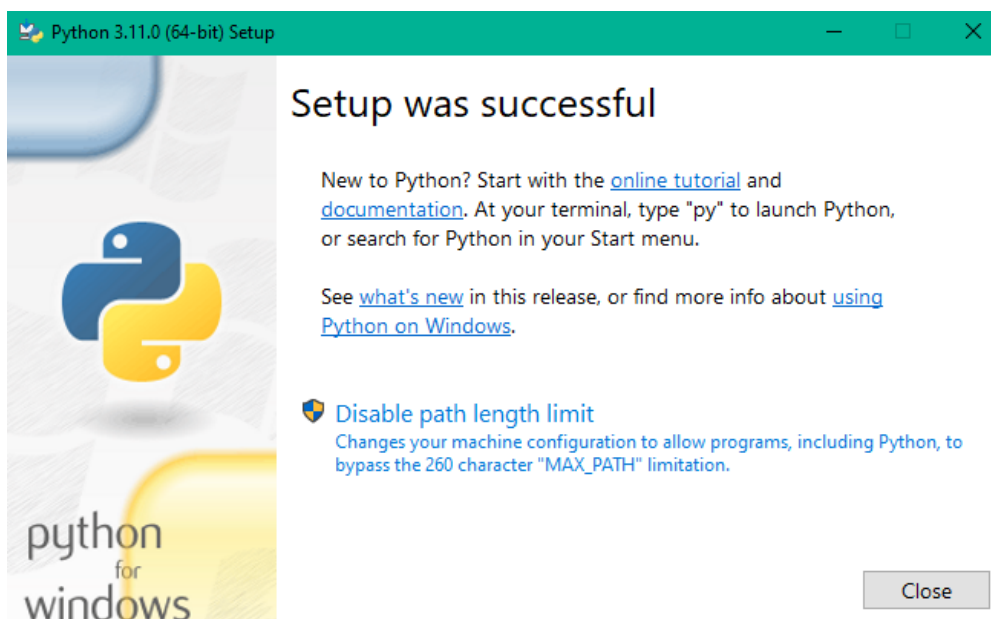 Python 3.11.0 (64-bit) Setup
Setup was successful
New to Python? Start with the online tutorial and
documentation. At your terminal, type "py" to launch Python,
or search for Python in your Start menu.
See what's new in this release, or find more info about using
Python on Windows.
Disable path length limit
Changes your machine configuration to allow programs, including Python, to
bypass the 260 character "MAX_PATH" limitation.
python
for
windows
Close